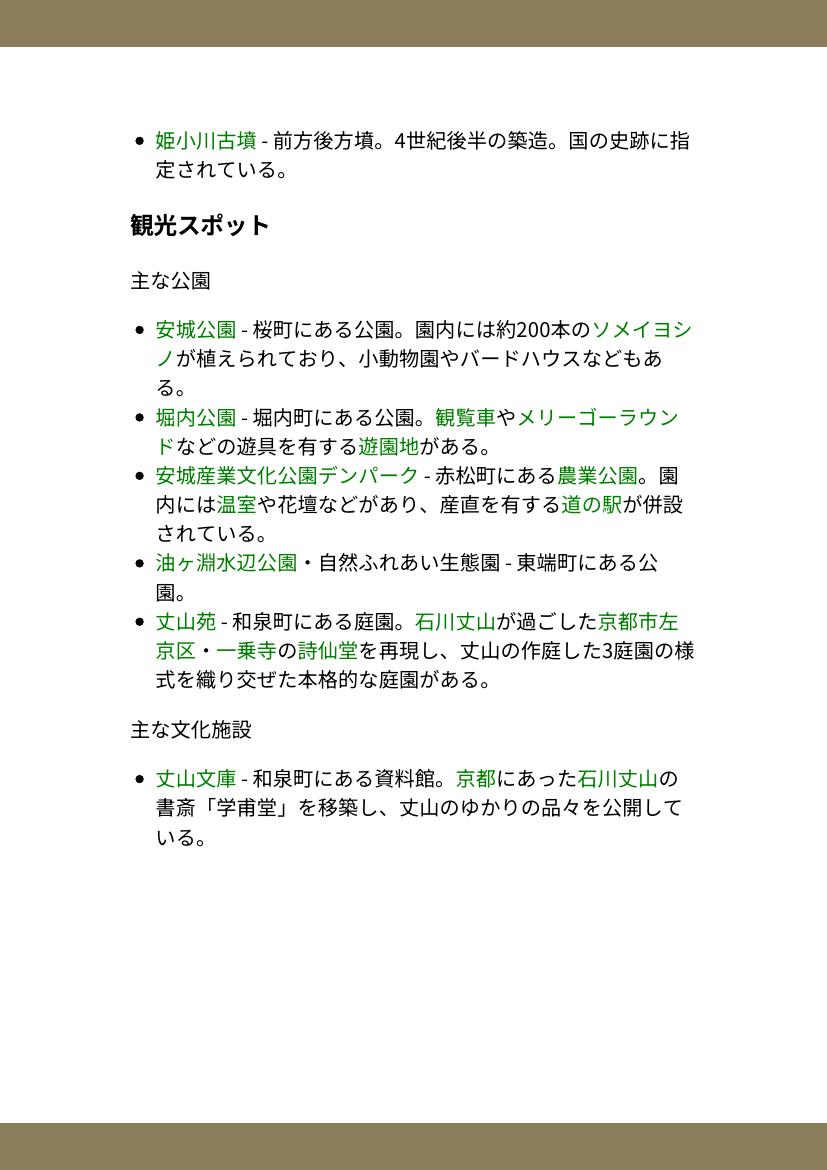 姫小川古墳 - 前方後方墳。4世紀後半の築造。国の史跡に指
定されている。
観光スポット
主な公園
安城公園 - 桜町にある公園。園内には約200本のソメイヨシ
ノが植えられており、小動物園やバードハウスなどもあ
る。
堀内公園 - 堀内町にある公園。観覧車やメリーゴーラウン
ドなどの遊具を有する遊園地がある。
安城産業文化公園デンパーク - 赤松町にある農業公園。園
内には温室や花壇などがあり、産直を有する道の駅が併設
されている。
油ヶ淵水辺公園・自然ふれあい生態園 - 東端町にある公
園。
丈山苑 - 和泉町にある庭園。石川丈山が過ごした京都市左
京区・一乗寺の詩仙堂を再現し、丈山の作庭した3庭園の様
式を織り交ぜた本格的な庭園がある。
主な文化施設
丈山文庫 - 和泉町にある資料館。京都にあった石川丈山の
書斎「学甫堂」を移築し、丈山のゆかりの品々を公開して
いる。